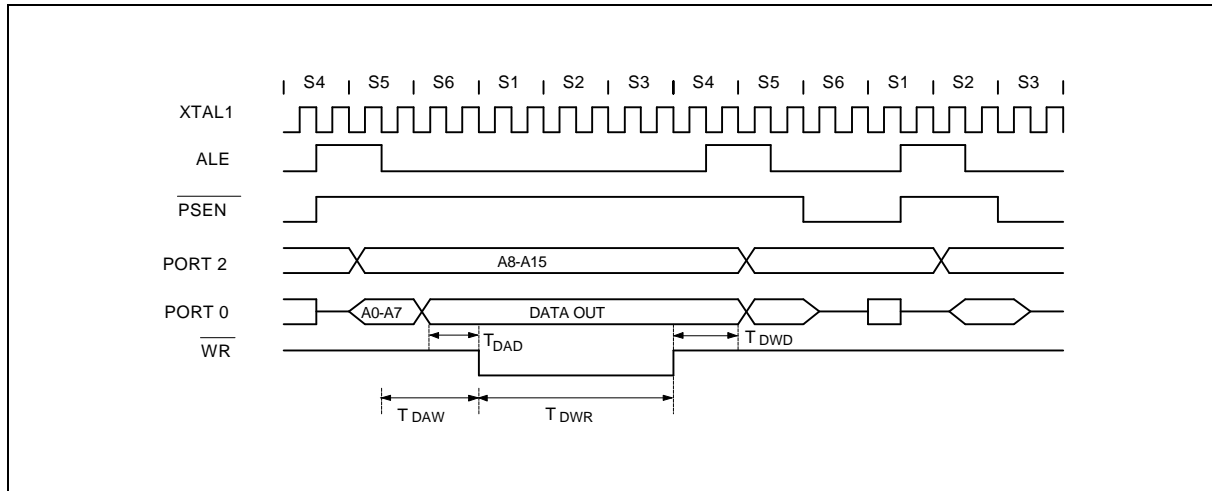 S4 S5 S6 S1 S2 S3 S4 S5 S6 S1 S2 S3
XTAL1
ALE
PSEN
PORT 2 A8-A15
PORT 0 A0-A7 DATA OUT
WR T DAD T DWD
T DAW T DWR